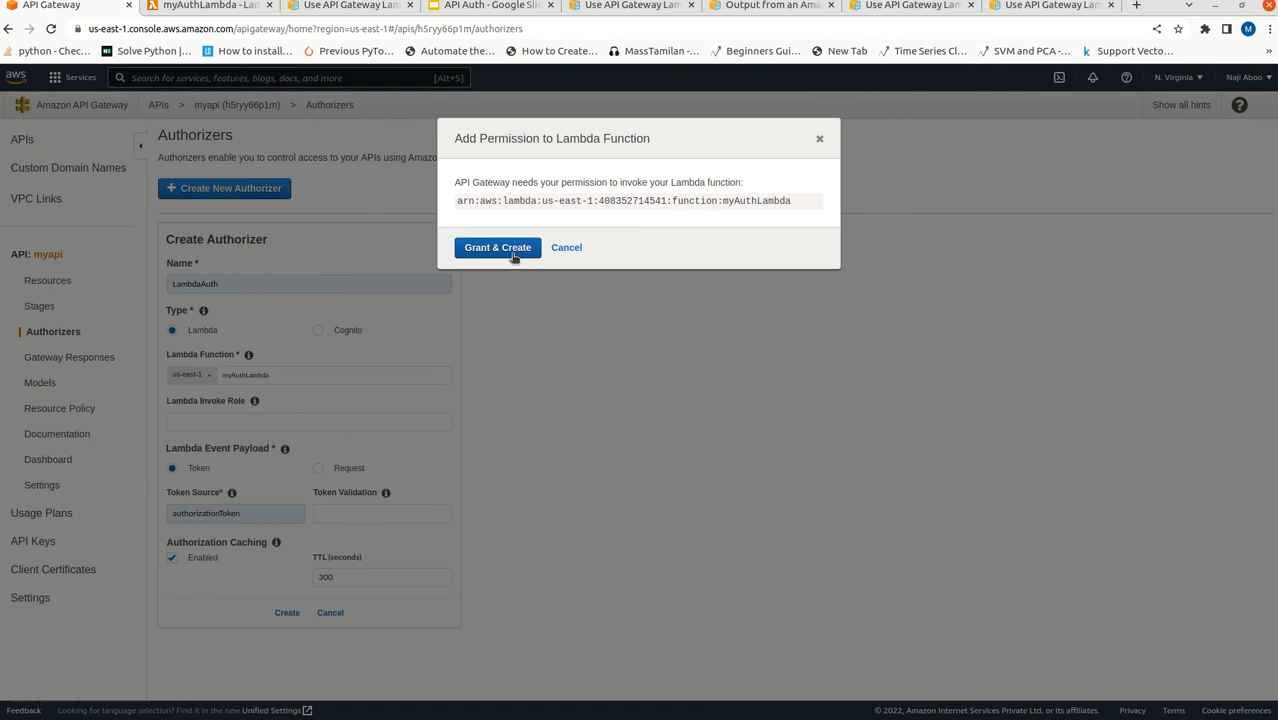 API Gateway
myAuthLambda - Lam
Use API Gateway Lam
API Auth - Google Slid
Use API Gateway Lam
Output from an Ama
Use API Gateway Lam
Use API Gateway Lam
us-east-1.console.aws.amazon.com/apigateway/home?region=us-east-1#/apis/h5ryy66p1m/authorizers
M
python - Chec...
Solve Python |...
How to install...
Previous PyTo...
Automate the...
How to Create...
MassTamilan -...
Beginners Gui...
New Tab
Time Series Cl...
SVM and PCA -...
Support Vecto...
aws
Services
Search for services, features, blogs, docs, and more
[Alt+S]
N. Virginia
Naji Aboo
Amazon API Gateway
APIs > myapi (h5ryy66p1m) > Authorizers
Show all hints
APIs
Custom Domain Names
VPC Links
API: myapi
Resources
Stages
Authorizers
Gateway Responses
Models
Resource Policy
Documentation
Dashboard
Settings
Usage Plans
API Keys
Client Certificates
Settings
Authorizers
Authorizers enable you to control access to your APIs using Amazo
Create New Authorizer
Create Authorizer
Name *
LambdaAuth
Type *
Lambda
Cognito
Lambda Function *
us-east-1
myAuthLambda
Lambda Invoke Role
Lambda Event Payload *
Token
Request
Token Source*
Token Validation
authorizationToken
Authorization Caching
Enabled
TTL (seconds)
300
Create
Cancel
Add Permission to Lambda Function
API Gateway needs your permission to invoke your Lambda function:
arn:aws:lambda:us-east-1:408352714541:function:myAuthLambda
Grant & Create
Cancel
Feedback
Looking for language selection? Find it in the new Unified Settings
© 2022, Amazon Internet Services Private Ltd. or its affiliates.
Privacy
Terms
Cookie preferences